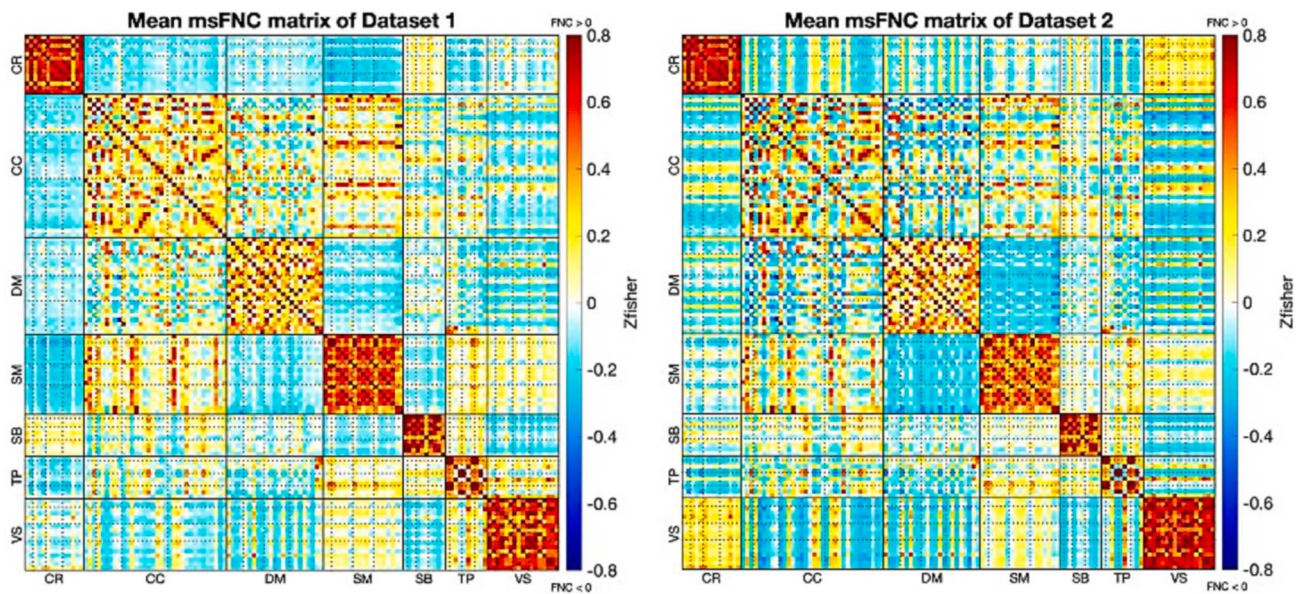 Mean msFNC matrix of Dataset 1
FNC > 0
CR
CC
DM
SM
SB
TP
VS
CR CC DM SM SB TP VS
0.8
0.6
0.4
0.2
0
-0.2
-0.4
-0.6
-0.8
Zfisher
FNC < 0
Mean msFNC matrix of Dataset 2
FNC > 0
CR
CC
DM
SM
SB
TP
VS
CR CC DM SM SB TP VS
0.8
0.6
0.4
0.2
0
-0.2
-0.4
-0.6
-0.8
Zfisher
FNC < 0